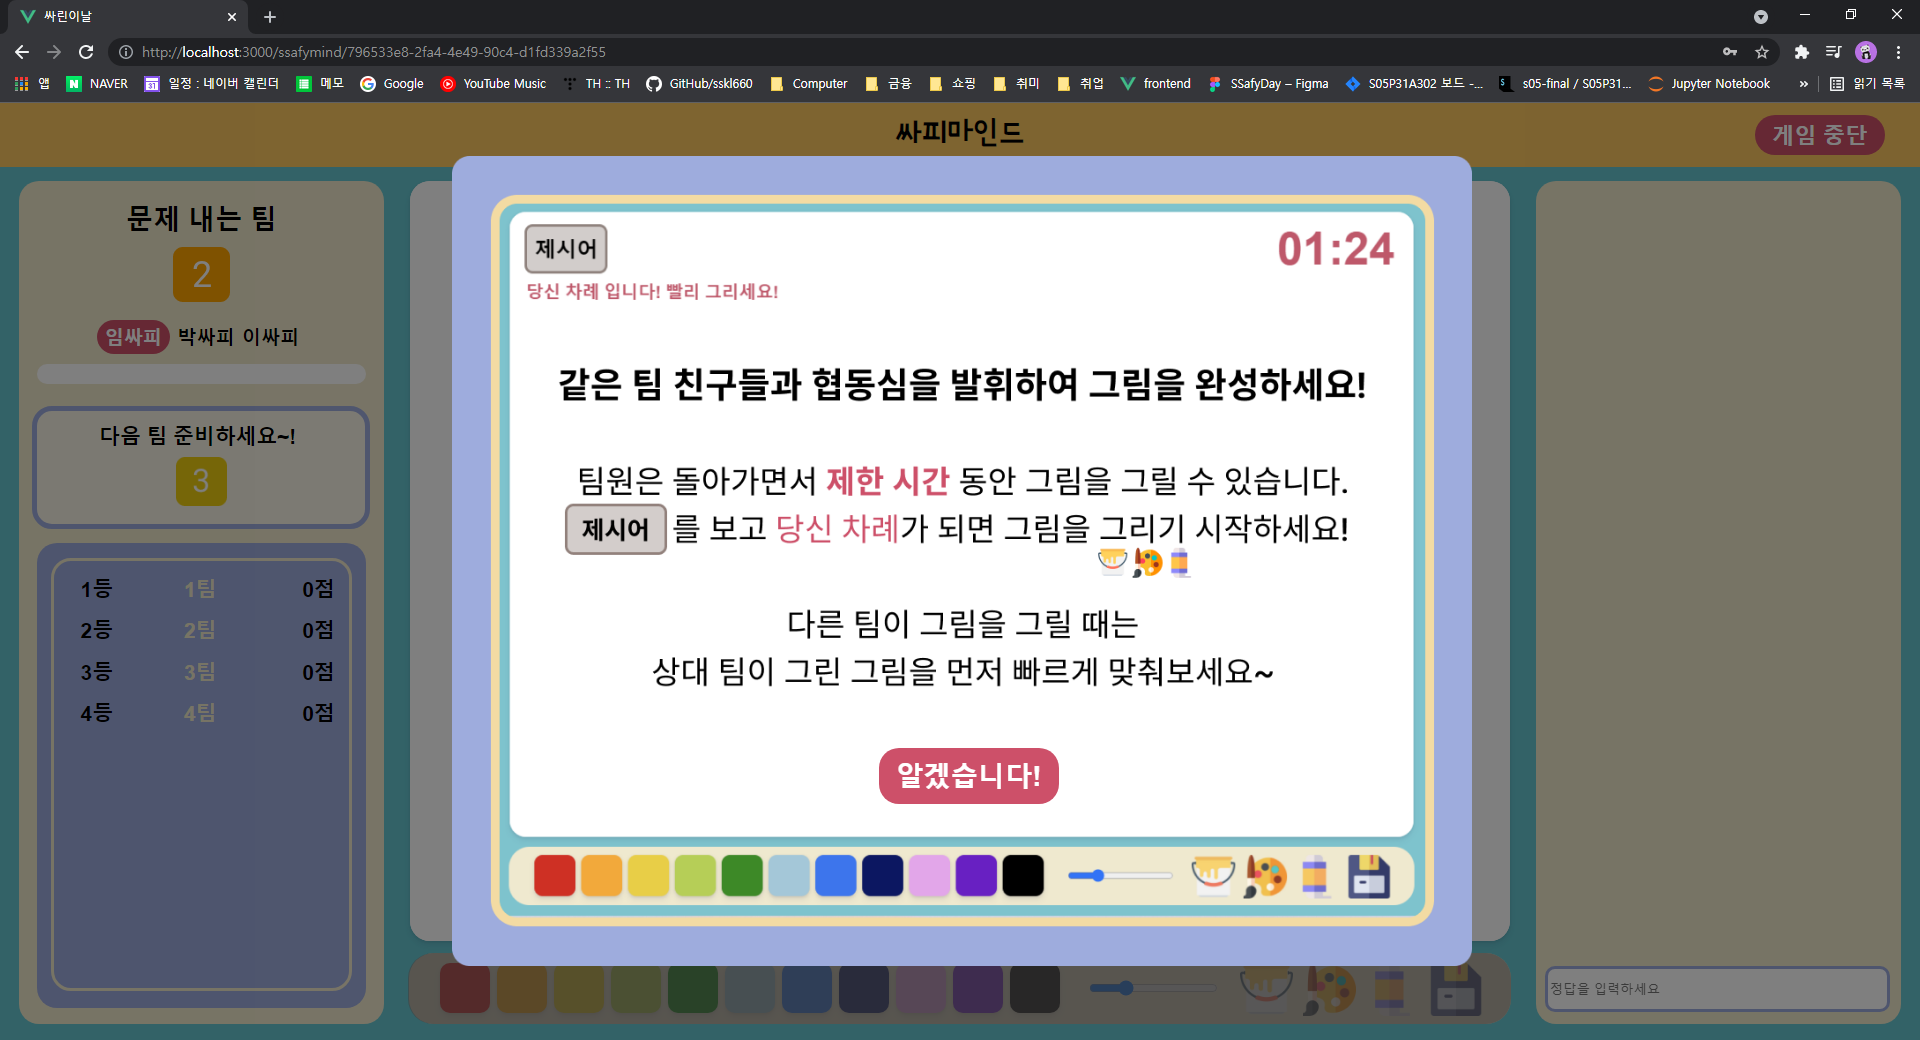 싸린이날
http://localhost:3000/ssafymind/796533e8-2fa4-4e49-90c4-d1fd339a2f55
앱 NAVER 일정 : 네이버 캘린더 메모 Google YouTube Music TH :: TH GitHub/sskl660 Computer 금융 쇼핑 취미 취업 frontend SSafyDay – Figma S05P31A302 보드 -... s05-final / S05P31... Jupyter Notebook » 읽기 목록
싸피마인드
게임 중단
문제 내는 팀
2
임싸피 박싸피 이싸피
다음 팀 준비하세요~!
3
1등 1팀 0점
2등 2팀 0점
3등 3팀 0점
4등 4팀 0점
제시어
01:24
당신 차례 입니다! 빨리 그리세요!
같은 팀 친구들과 협동심을 발휘하여 그림을 완성하세요!
팀원은 돌아가면서 제한 시간 동안 그림을 그릴 수 있습니다.
제시어 를 보고 당신 차례가 되면 그림을 그리기 시작하세요!
다른 팀이 그림을 그릴 때는
상대 팀이 그린 그림을 먼저 빠르게 맞춰보세요~
알겠습니다!
정답을 입력하세요